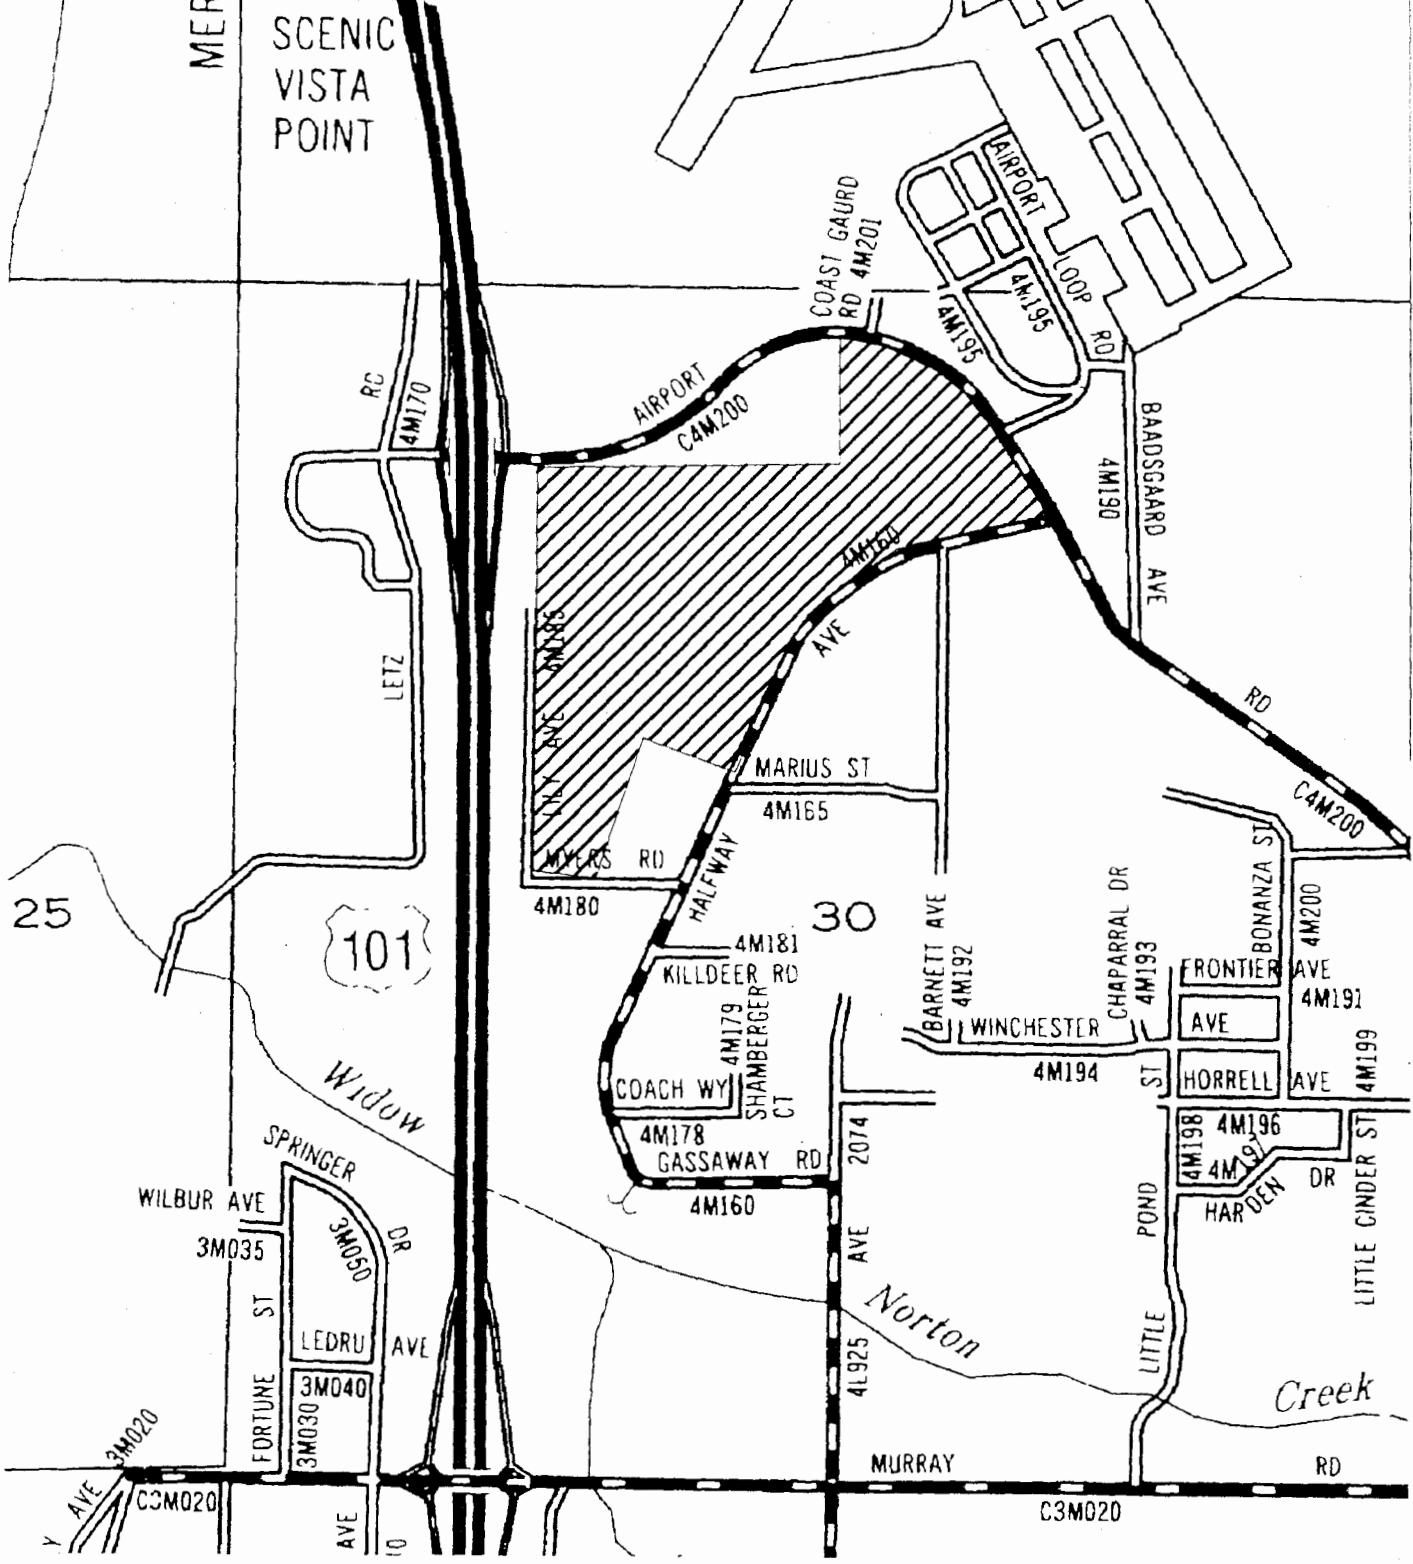 MER
SCENIC
VISTA
POINT
COAST GAURD
RD 4M201
AIRPORT
LOOP
RD
4M195
4M195
AIRPORT
C4M200
4M170
BAADSGAARD AVE
4M190
4M160
AVE
LETZ
LILY AVE 4M185
RD
C4M200
MARIUS ST
4M165
MYERS RD
4M180
HALFWAY
25
101
30
4M181
KILLDEER RD
BARNETT AVE
4M192
CHAPARRAL DR
4M193
BONANZA ST
4M200
FRONTIER AVE
4M191
WINCHESTER AVE
4M194
4M179
SHAMBERGER
CT
COACH WY
4M178
ST
HORRELL AVE
4M196
4M199
4M198
4M197
HARDEN DR
LITTLE CINDER ST
GASSAWAY RD
4M160
2074
AVE
4L925
LITTLE POND
Widow
Norton
Creek
SPRINGER
DR
3M050
WILBUR AVE
3M035
FORTUNE ST
3M030
LEDRU AVE
3M040
3M020
AVE
Y
C3M020
AVE
MURRAY RD
C3M020